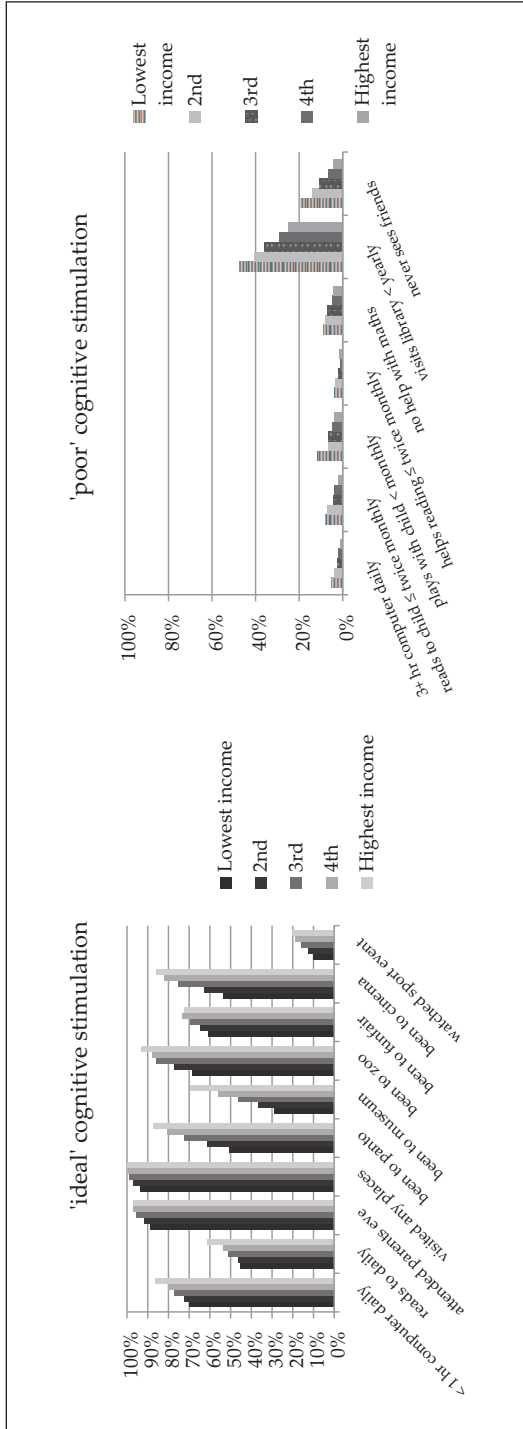 'ideal' cognitive stimulation
100%
90%
80%
70%
60%
50%
40%
30%
20%
10%
0%
< 1 hr computer daily
reads to daily
attended parents eve
visited any places
been to panto
been to museum
been to zoo
been to funfair
been to cinema
watched sport event
Lowest income
2nd
3rd
4th
Highest income
'poor' cognitive stimulation
100%
80%
60%
40%
20%
0%
3+ hr computer daily
reads to child ≤ twice monthly
plays with child < monthly
helps reading ≤ twice monthly
no help with maths
visits library < yearly
never sees friends
Lowest
income
2nd
3rd
4th
Highest
income